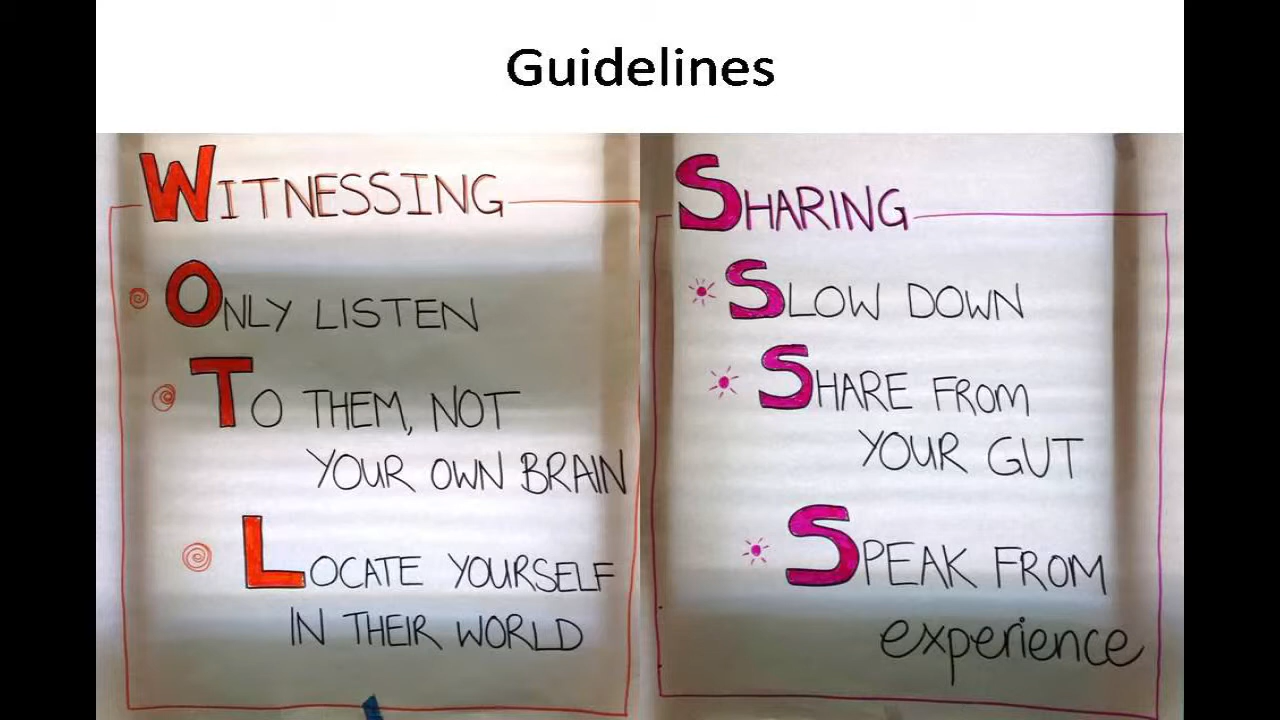 Guidelines
WITNESSING
ONLY LISTEN
TO THEM, NOT
YOUR OWN BRAIN
LOCATE YOURSELF
IN THEIR WORLD
SHARING
SLOW DOWN
SHARE FROM
YOUR GUT
SPEAK FROM
experience